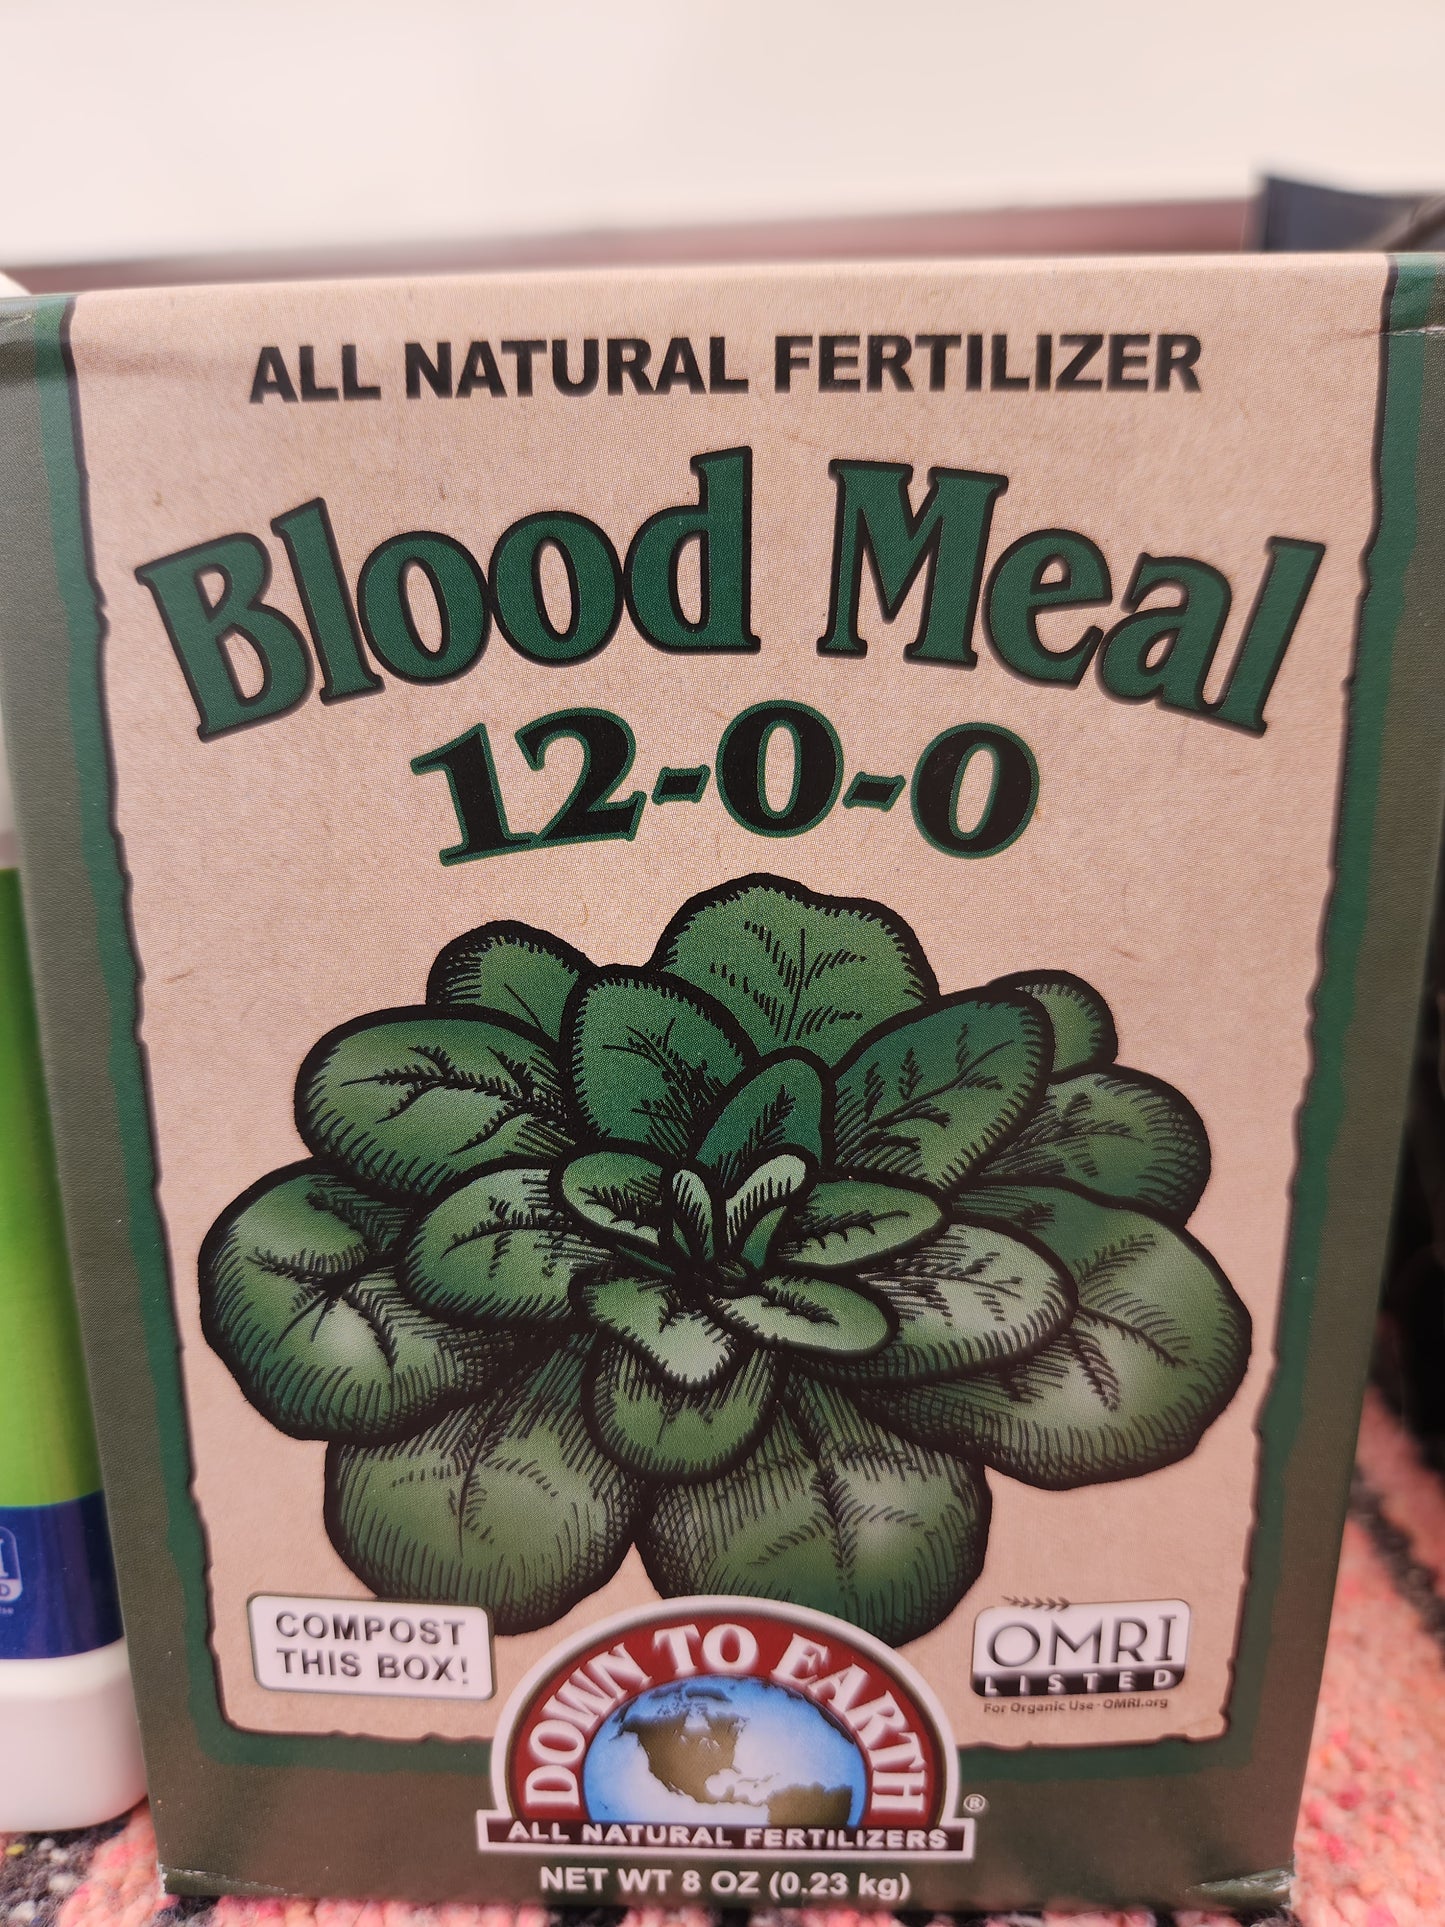 ALL NATURAL FERTILIZER
Blood Meal
12-0-0
COMPOST
THIS BOX!
OMRI
LISTED
For Organic Use - OMRI.org
DOWN TO EARTH
®
ALL NATURAL FERTILIZERS
NET WT 8 OZ (0.23 kg)